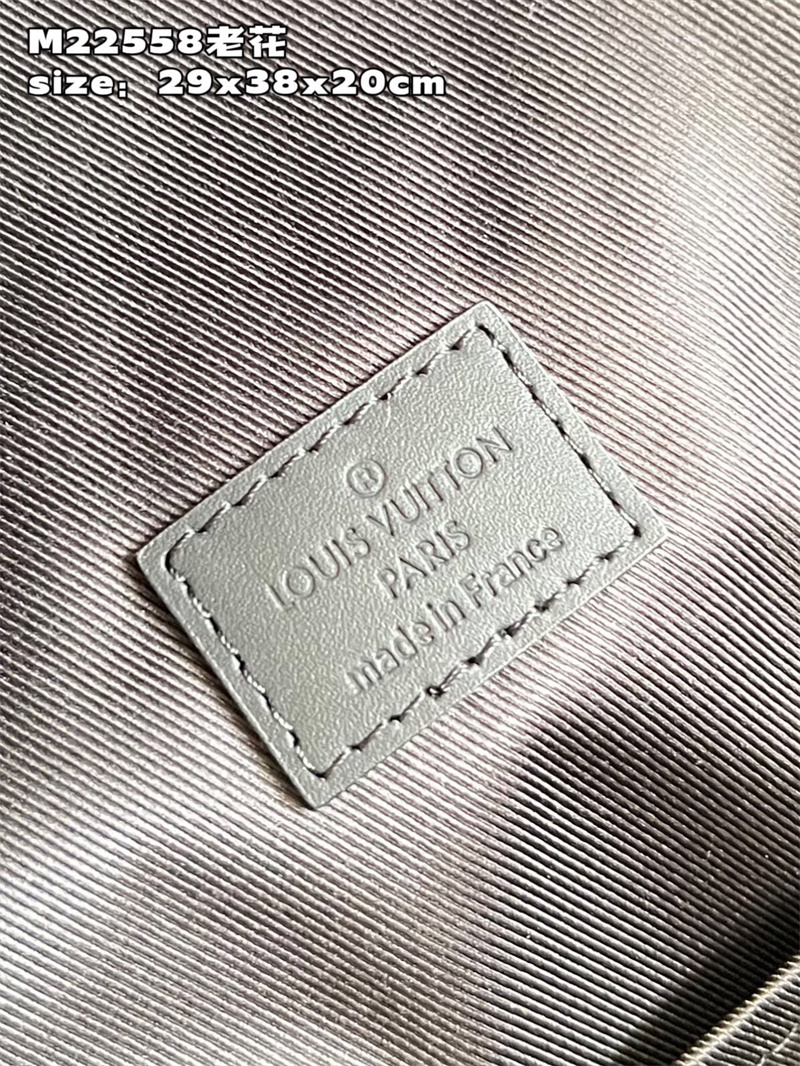 M22558老花
size：29x38x20cm
®
LOUIS VUITTON
PARIS
made in France